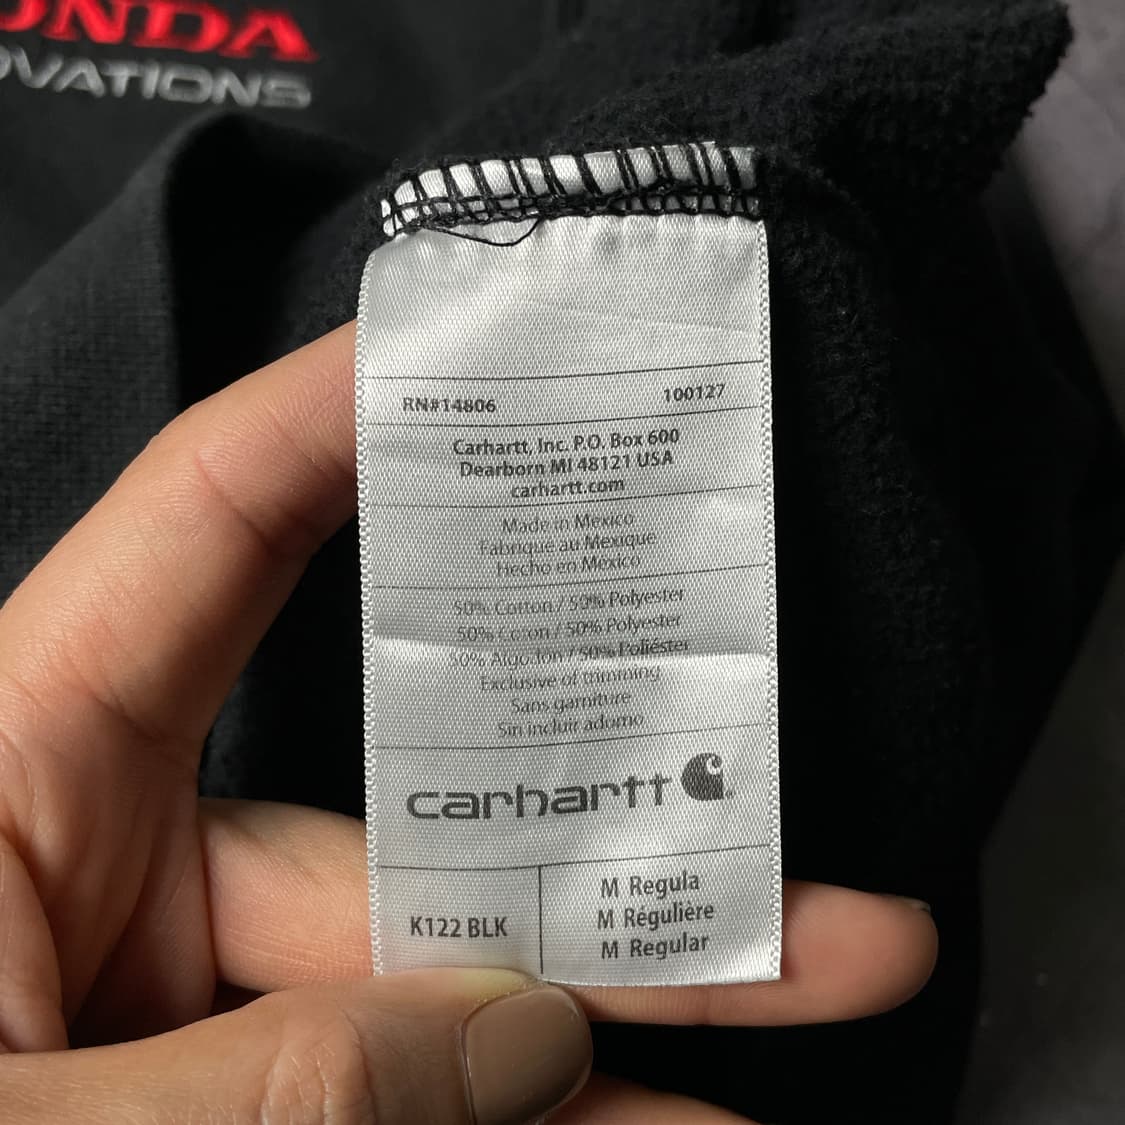 ONDA
OVATIONS
RN#14806 100127
Carhartt, Inc. P.O. Box 600
Dearborn MI 48121 USA
carhartt.com
Made in Mexico
Fabriqué au Mexique
Hecho en México
50% Cotton / 50% Polyester
50% Coton / 50% Polyester
50% Algodon / 50% Poliéster
Exclusive of trimming
Sans garniture
Sin incluir adorno
carhartt
K122 BLK
M Regula
M Régulière
M Regular